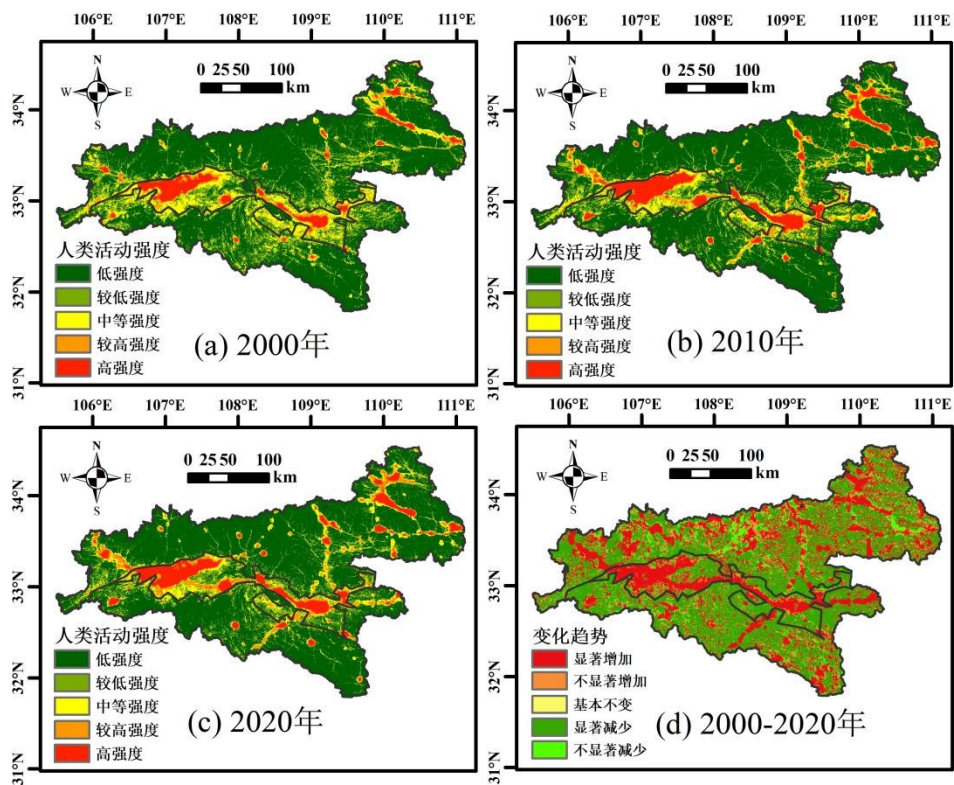 106°E 107°E 108°E 109°E 110°E 111°E
34°N
33°N
32°N
31°N
N
W E
S
0 25 50 100
km
人类活动强度
低强度
较低强度
中等强度
较高强度
高强度
(a) 2000年
106°E 107°E 108°E 109°E 110°E 111°E
34°N
33°N
32°N
31°N
N
W E
S
0 25 50 100
km
人类活动强度
低强度
较低强度
中等强度
较高强度
高强度
(b) 2010年
106°E 107°E 108°E 109°E 110°E 111°E
34°N
33°N
32°N
31°N
N
W E
S
0 25 50 100
km
人类活动强度
低强度
较低强度
中等强度
较高强度
高强度
(c) 2020年
106°E 107°E 108°E 109°E 110°E 111°E
34°N
33°N
32°N
31°N
N
W E
S
0 25 50 100
km
变化趋势
显著增加
不显著增加
基本不变
显著减少
不显著减少
(d) 2000-2020年